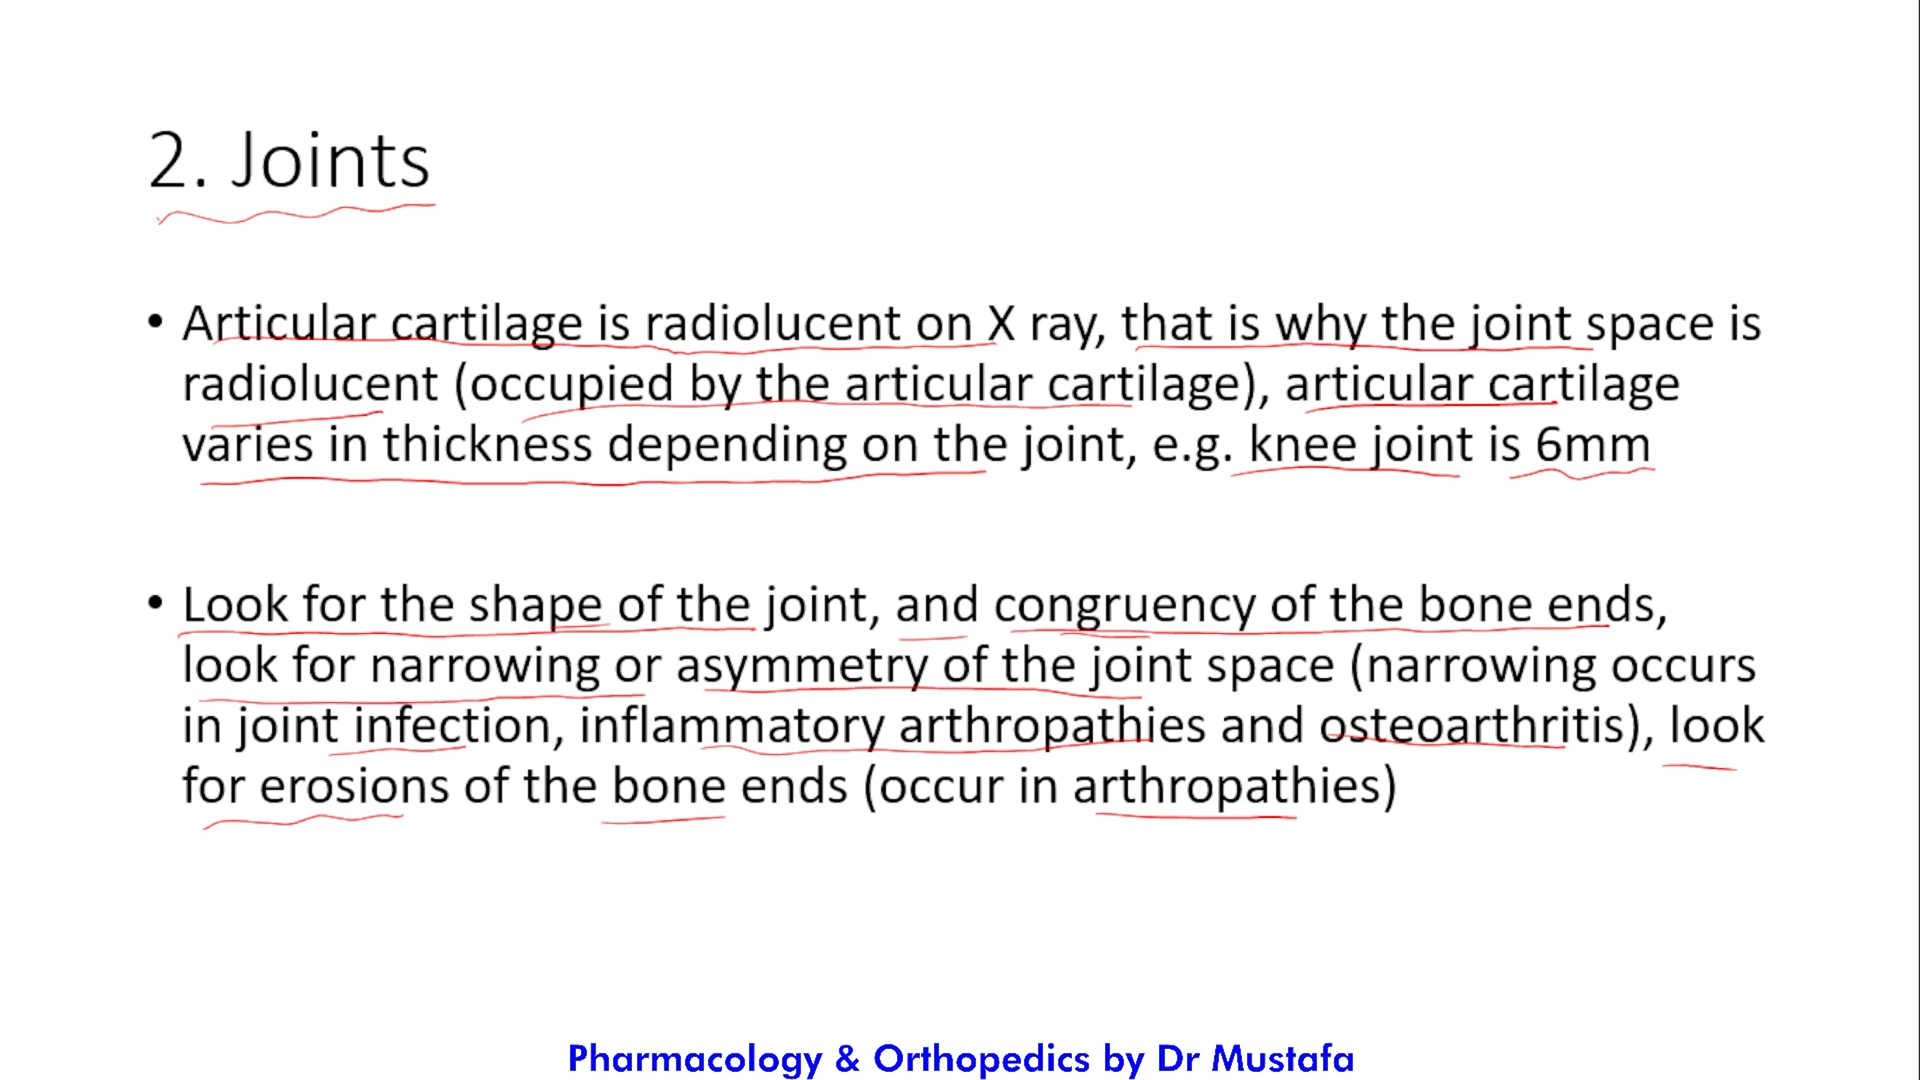 2. Joints
• Articular cartilage is radiolucent on X ray, that is why the joint space is
radiolucent (occupied by the articular cartilage), articular cartilage
varies in thickness depending on the joint, e.g. knee joint is 6mm
• Look for the shape of the joint, and congruency of the bone ends,
look for narrowing or asymmetry of the joint space (narrowing occurs
in joint infection, inflammatory arthropathies and osteoarthritis), look
for erosions of the bone ends (occur in arthropathies)
Pharmacology & Orthopedics by Dr Mustafa